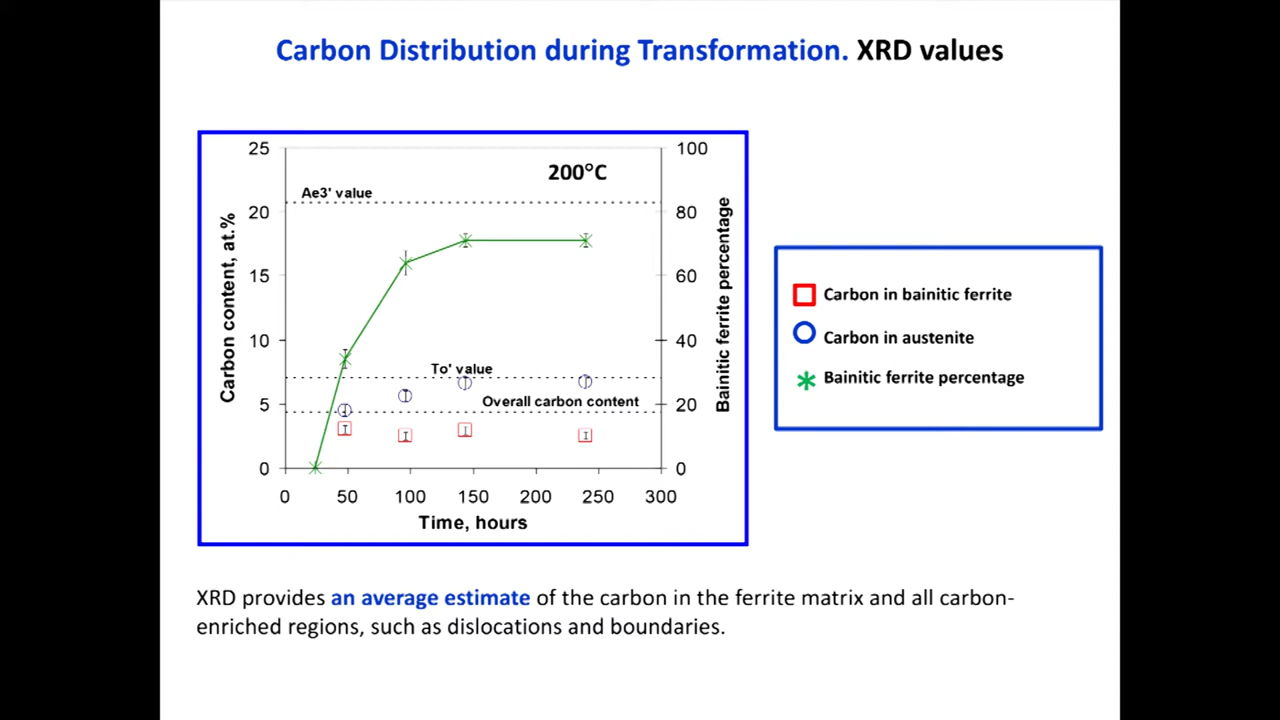 Carbon Distribution during Transformation. XRD values
25
20
15
10
5
0
Carbon content, at.%
200°C
Ae3' value
To' value
Overall carbon content
100
80
60
40
20
0
Bainitic ferrite percentage
0 50 100 150 200 250 300
Time, hours
Carbon in bainitic ferrite
Carbon in austenite
Bainitic ferrite percentage
XRD provides an average estimate of the carbon in the ferrite matrix and all carbon-
enriched regions, such as dislocations and boundaries.